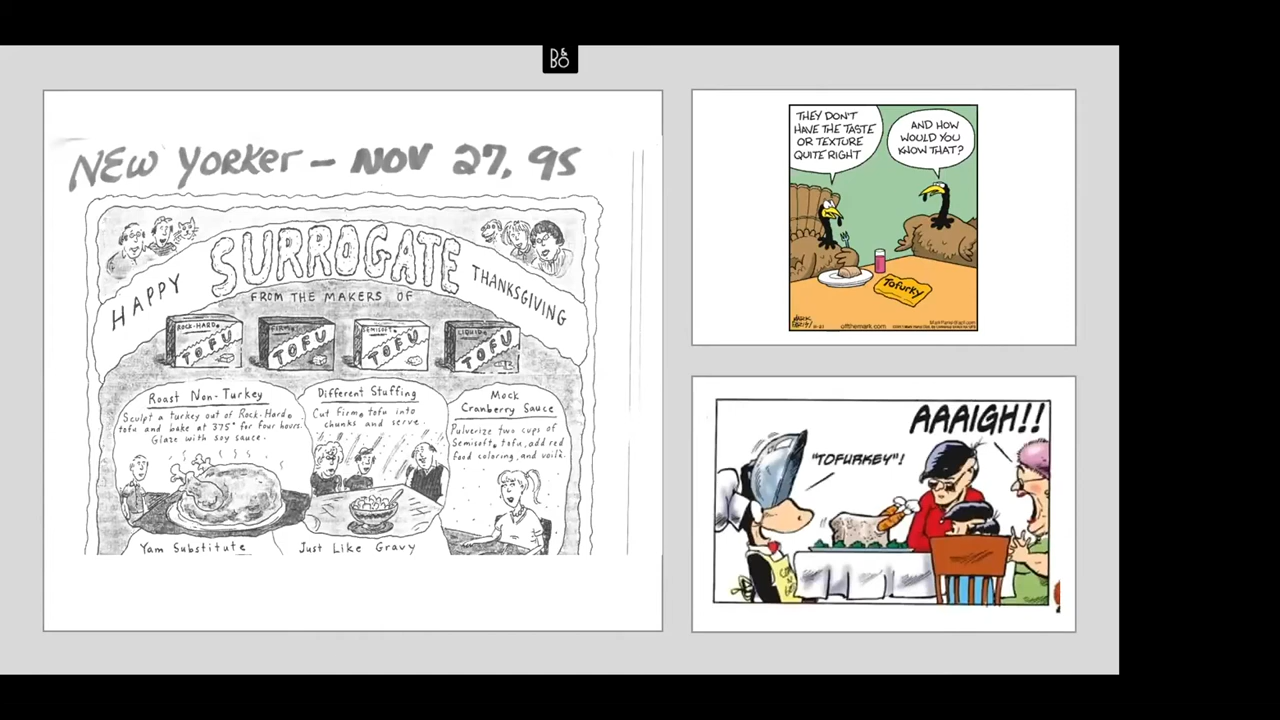 B&O
NEW YORKER – NOV 27, 95
HAPPY SURROGATE THANKSGIVING
FROM THE MAKERS OF
ROCK-HARD® TOFU
FIRM® TOFU
SEMISOFT® TOFU
LIQUID® TOFU
Roast Non-Turkey
Sculpt a turkey out of Rock-Hard®
tofu and bake at 375° for four hours.
Glaze with soy sauce.
Different Stuffing
Cut firm® tofu into
chunks and serve.
Mock
Cranberry Sauce
Pulverize two cups of
Semisoft® tofu, add red
food coloring, and voilà.
Yam Substitute
Just Like Gravy
THEY DON'T
HAVE THE TASTE
OR TEXTURE
QUITE RIGHT
AND HOW
WOULD YOU
KNOW THAT?
Tofurky
offthemark.com
AAAIGH!!
"TOFURKEY"!